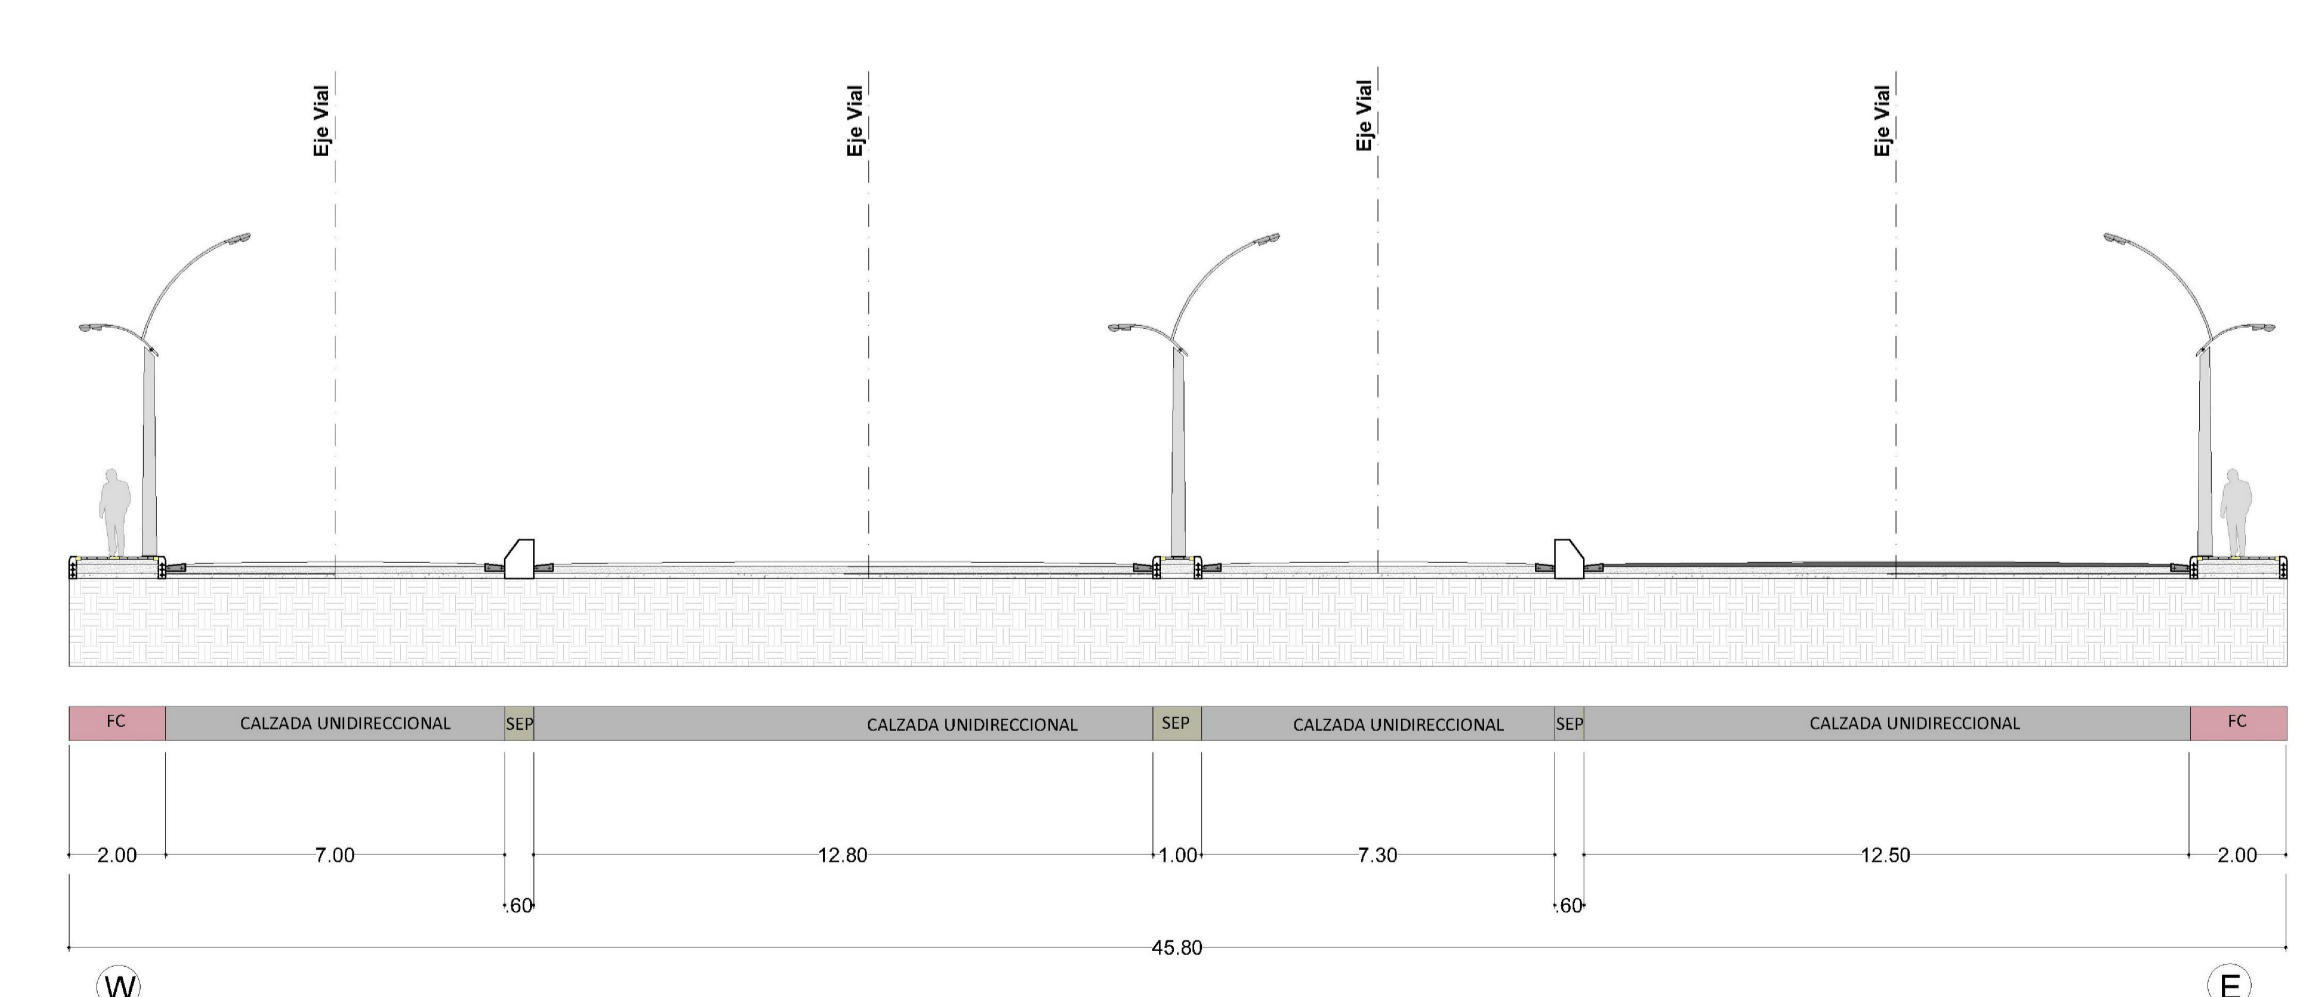 Eje Vial
Eje Vial
Eje Vial
Eje Vial
FC CALZADA UNIDIRECCIONAL SEP CALZADA UNIDIRECCIONAL SEP CALZADA UNIDIRECCIONAL SEP CALZADA UNIDIRECCIONAL FC
2.00 7.00 12.80 1.00 7.30 12.50 2.00
.60 .60
45.80
W E